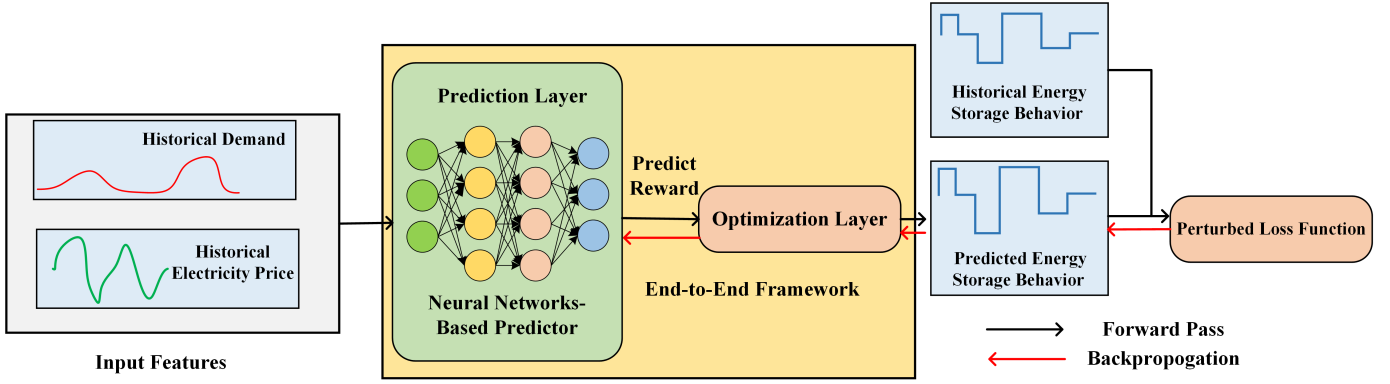 Historical Demand
Historical
Electricity Price
Input Features
Prediction Layer
Neural Networks-
Based Predictor
Predict
Reward
Optimization Layer
End-to-End Framework
Historical Energy
Storage Behavior
Predicted Energy
Storage Behavior
Perturbed Loss Function
Forward Pass
Backpropogation